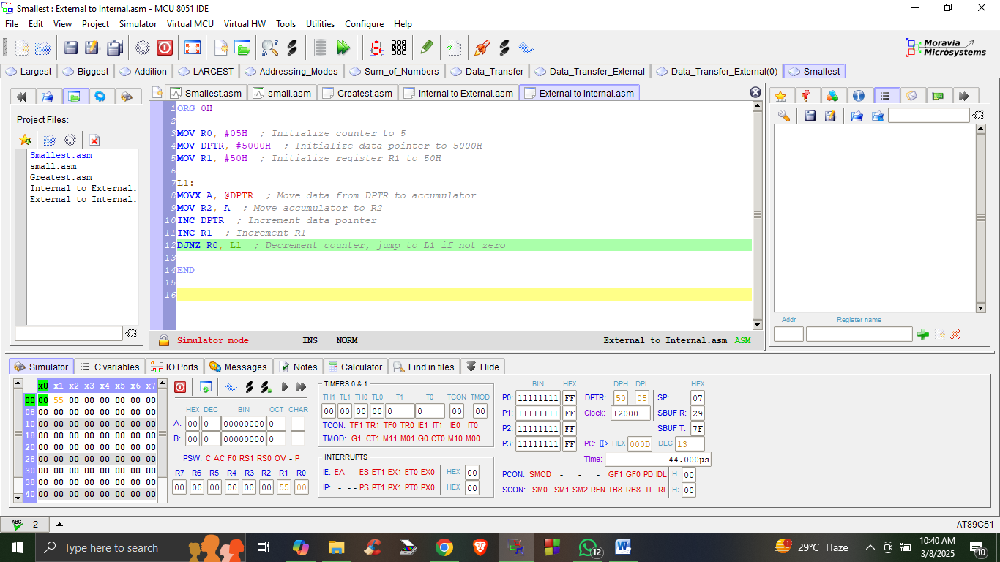 Smallest : External to Internal.asm - MCU 8051 IDE
File Edit View Project Simulator Virtual MCU Virtual HW Tools Utilities Configure Help
Moravia
Microsystems
Largest Biggest Addition LARGEST Addressing_Modes Sum_of_Numbers Data_Transfer Data_Transfer_External Data_Transfer_External(0) Smallest
Smallest.asm small.asm Greatest.asm Internal to External.asm External to Internal.asm
Project Files:
Smallest.asm
small.asm
Greatest.asm
Internal to External.
External to Internal.
1 ORG 0H
2
3 MOV R0, #05H ; Initialize counter to 5
4 MOV DPTR, #5000H ; Initialize data pointer to 5000H
5 MOV R1, #50H ; Initialize register R1 to 50H
6
7 L1:
8 MOVX A, @DPTR ; Move data from DPTR to accumulator
9 MOV R2, A ; Move accumulator to R2
10 INC DPTR ; Increment data pointer
11 INC R1 ; Increment R1
12 DJNZ R0, L1 ; Decrement counter, jump to L1 if not zero
13
14 END
15
16
Simulator mode INS NORM External to Internal.asm ASM
Addr Register name
Simulator C variables IO Ports Messages Notes Calculator Find in files Hide
x0 x1 x2 x3 x4 x5 x6 x7
00 00 55 00 00 00 00 00 00
08 00 00 00 00 00 00 00 00
10 00 00 00 00 00 00 00 00
18 00 00 00 00 00 00 00 00
20 00 00 00 00 00 00 00 00
28 00 00 00 00 00 00 00 00
30 00 00 00 00 00 00 00 00
38 00 00 00 00 00 00 00 00
40 00 00 00 00 00 00 00 00
HEX DEC BIN OCT CHAR
A: 00 0 00000000 0
B: 00 0 00000000 0
PSW: C AC F0 RS1 RS0 OV - P
R7 R6 R5 R4 R3 R2 R1 R0
00 00 00 00 00 00 55 00
TIMERS 0 & 1
TH1 TL1 TH0 TL0 T1 T0 TCON TMOD
00 00 00 00 0 0 00 00
TCON: TF1 TR1 TF0 TR0 IE1 IT1 IE0 IT0
TMOD: G1 CT1 M11 M01 G0 CT0 M10 M00
INTERRUPTS
IE: EA - - ES ET1 EX1 ET0 EX0 HEX 00
IP: - - - PS PT1 PX1 PT0 PX0 HEX 00
BIN HEX
P0: 11111111 FF
P1: 11111111 FF
P2: 11111111 FF
P3: 11111111 FF
DPH DPL HEX
DPTR: 50 05 SP: 07
Clock: 12000 SBUF R: 29
SBUF T: 7F
PC: HEX 000D DEC 13
Time: 44.000µs
PCON: SMOD - - - GF1 GF0 PD IDL H: 00
SCON: SM0 SM1 SM2 REN TB8 RB8 TI RI H: 00
ABC 2 AT89C51
Type here to search
12
1 29°C Haze
10:40 AM
3/8/2025
10